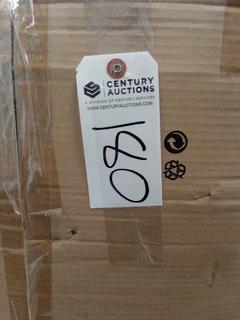 CENTURY
AUCTIONS
A DIVISION OF CENTURY SERVICES
WWW.CENTURYAUCTIONS.COM
180